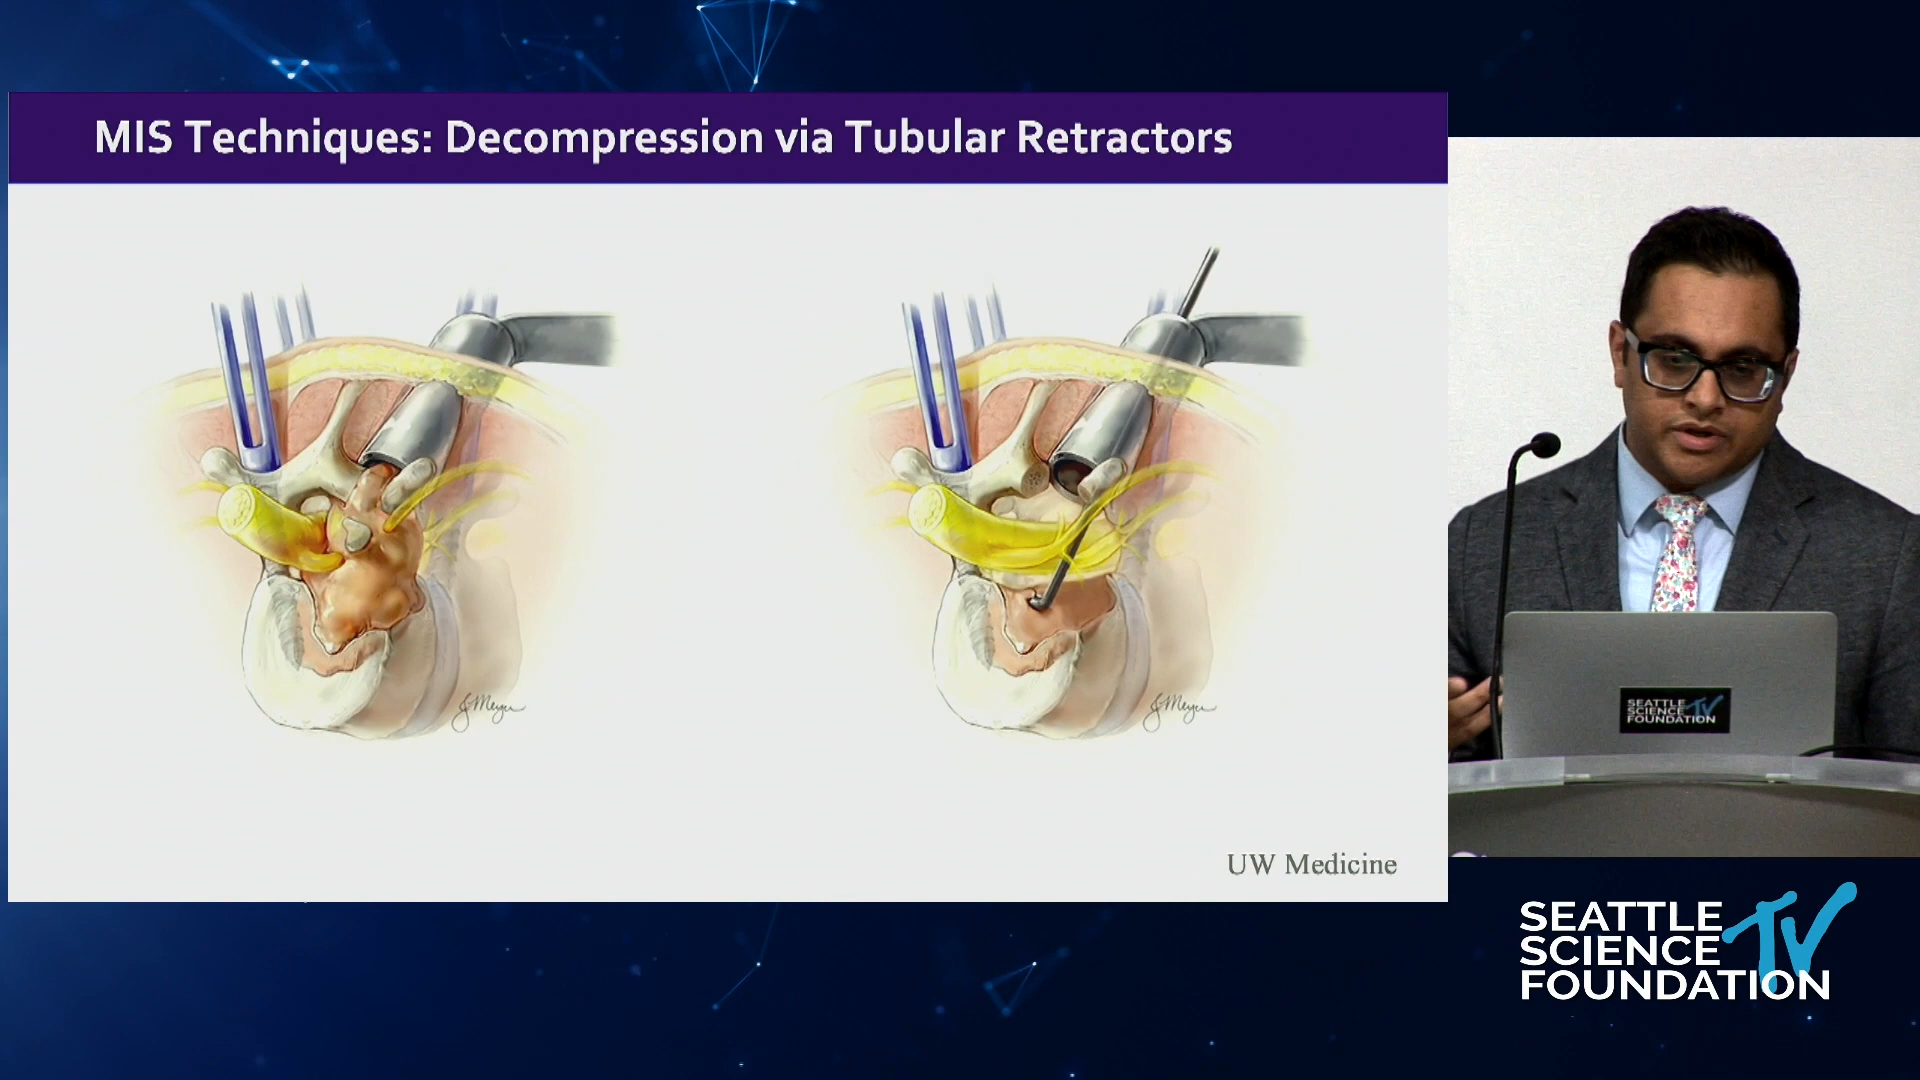 MIS Techniques: Decompression via Tubular Retractors
UW Medicine
SEATTLE
SCIENCE TV
FOUNDATION
SEATTLE
SCIENCE TV
FOUNDATION